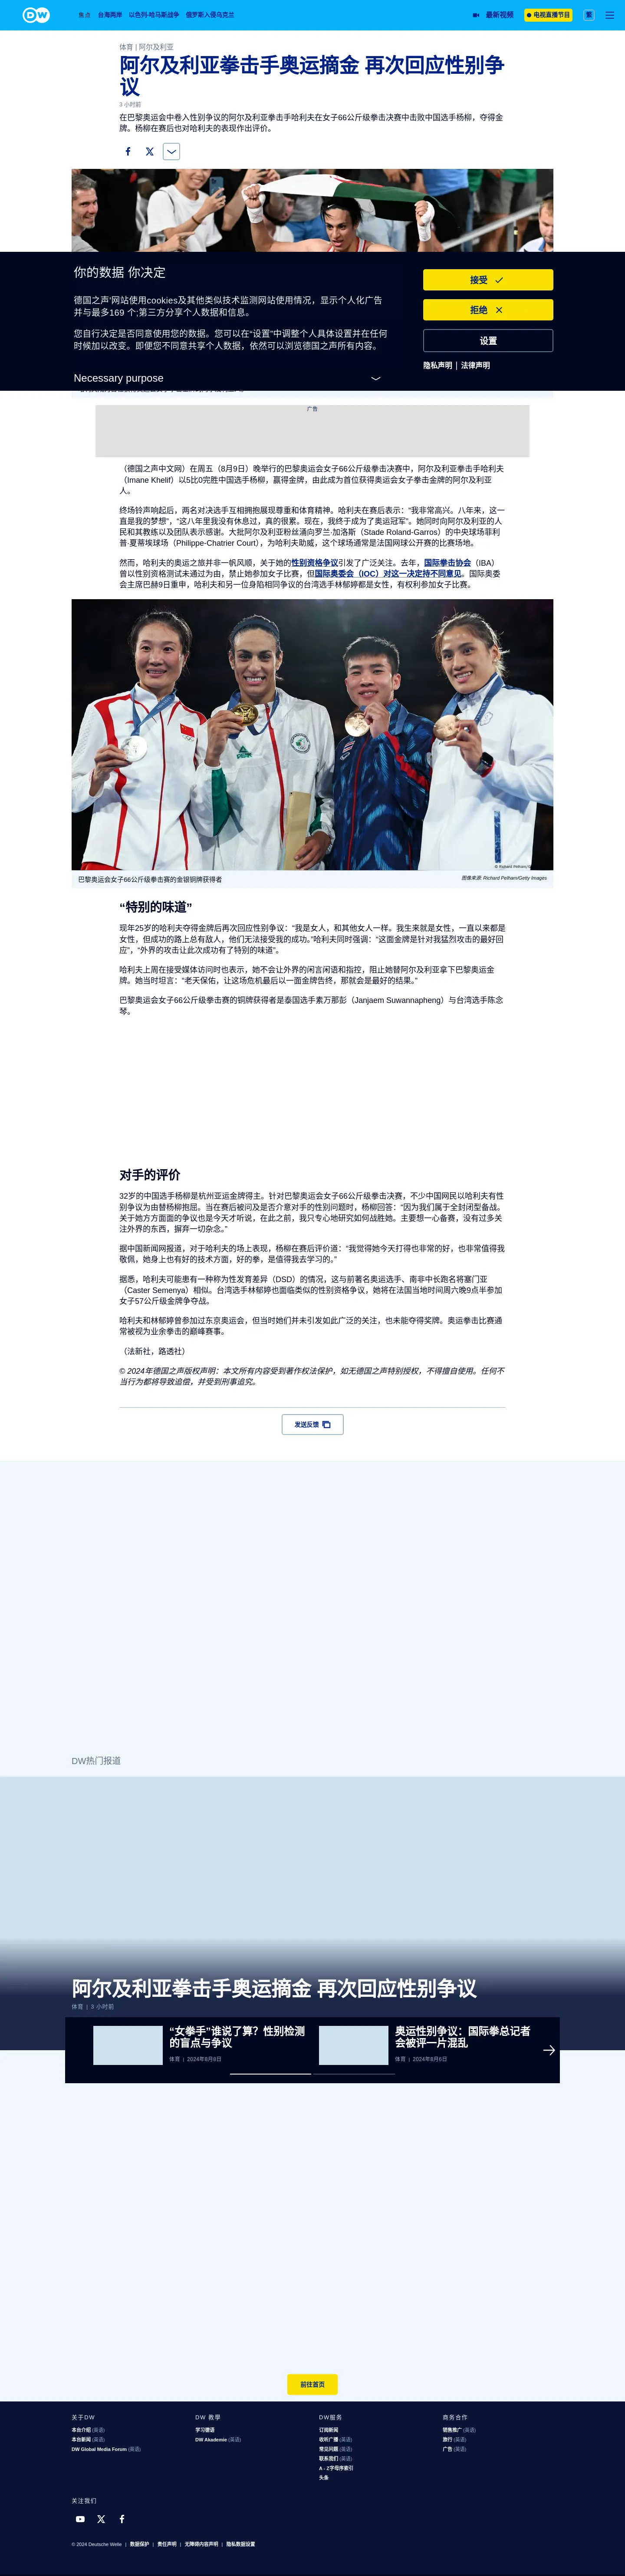 DW
焦点
台海两岸
以色列-哈马斯战争
俄罗斯入侵乌克兰
最新视频
电视直播节目
繁
体育 | 阿尔及利亚
阿尔及利亚拳击手奥运摘金 再次回应性别争
议
3 小时前
在巴黎奥运会中卷入性别争议的阿尔及利亚拳击手哈利夫在女子66公斤级拳击决赛中击败中国选手杨柳，夺得金
牌。杨柳在赛后也对哈利夫的表现作出评价。
你的数据 你决定
德国之声'网站使用cookies及其他类似技术监测网站使用情况，显示个人化广告
并与最多169 个;第三方分享个人数据和信息。
您自行决定是否同意使用您的数据。您可以在“设置”中调整个人具体设置并在任何
时候加以改变。即便您不同意共享个人数据，依然可以浏览德国之声所有内容。
Necessary purpose
接受
拒绝
设置
隐私声明 | 法律声明
广告
（德国之声中文网）在周五（8月9日）晚举行的巴黎奥运会女子66公斤级拳击决赛中，阿尔及利亚拳击手哈利夫
（Imane Khelif）以5比0完胜中国选手杨柳，赢得金牌，由此成为首位获得奥运会女子拳击金牌的阿尔及利亚
人。
终场铃声响起后，两名对决选手互相拥抱展现尊重和体育精神。哈利夫在赛后表示：“我非常高兴。八年来，这一
直是我的梦想”，“这八年里我没有休息过，真的很累。现在，我终于成为了奥运冠军”。她同时向阿尔及利亚的人
民和其教练以及团队表示感谢。大批阿尔及利亚粉丝涌向罗兰·加洛斯（Stade Roland-Garros）的中央球场菲利
普·夏蒂埃球场（Philippe-Chatrier Court），为哈利夫助威，这个球场通常是法国网球公开赛的比赛场地。
然而，哈利夫的奥运之旅并非一帆风顺，关于她的性别资格争议引发了广泛关注。去年，国际拳击协会（IBA）
曾以性别资格测试未通过为由，禁止她参加女子比赛，但国际奥委会（IOC）对这一决定持不同意见。国际奥委
会主席巴赫9日重申，哈利夫和另一位身陷相同争议的台湾选手林郁婷都是女性，有权利参加女子比赛。
巴黎奥运会女子66公斤级拳击赛的金银铜牌获得者
图像来源: Richard Pelham/Getty Images
“特别的味道”
现年25岁的哈利夫夺得金牌后再次回应性别争议：“我是女人，和其他女人一样。我生来就是女性，一直以来都是
女性，但成功的路上总有敌人，他们无法接受我的成功。”哈利夫同时强调：“这面金牌是针对我猛烈攻击的最好回
应”，“外界的攻击让此次成功有了特别的味道”。
哈利夫上周在接受媒体访问时也表示，她不会让外界的闲言闲语和指控，阻止她替阿尔及利亚拿下巴黎奥运金
牌。她当时坦言：“老天保佑，让这场危机最后以一面金牌告终，那就会是最好的结果。”
巴黎奥运会女子66公斤级拳击赛的铜牌获得者是泰国选手素万那彭（Janjaem Suwannapheng）与台湾选手陈念
琴。
对手的评价
32岁的中国选手杨柳是杭州亚运金牌得主。针对巴黎奥运会女子66公斤级拳击决赛，不少中国网民以哈利夫有性
别争议为由替杨柳抱屈。当在赛后被问及是否介意对手的性别问题时，杨柳回答：“因为我们属于全封闭型备战。
关于她方方面面的争议也是今天才听说，在此之前，我只专心地研究如何战胜她。主要想一心备赛，没有过多关
注外界的东西，摒弃一切杂念。”
据中国新闻网报道，对于哈利夫的场上表现，杨柳在赛后评价道：“我觉得她今天打得也非常的好，也非常值得我
敬佩，她身上也有好的技术方面，好的拳，是值得我去学习的。”
据悉，哈利夫可能患有一种称为性发育差异（DSD）的情况，这与前著名奥运选手、南非中长跑名将塞门亚
（Caster Semenya）相似。台湾选手林郁婷也面临类似的性别资格争议，她将在法国当地时间周六晚9点半参加
女子57公斤级金牌争夺战。
哈利夫和林郁婷曾参加过东京奥运会，但当时她们并未引发如此广泛的关注，也未能夺得奖牌。奥运拳击比赛通
常被视为业余拳击的巅峰赛事。
（法新社，路透社）
© 2024年德国之声版权声明：本文所有内容受到著作权法保护，如无德国之声特别授权，不得擅自使用。任何不
当行为都将导致追偿，并受到刑事追究。
发送反馈
DW热门报道
阿尔及利亚拳击手奥运摘金 再次回应性别争议
体育 | 3 小时前
“女拳手”谁说了算？性别检测
的盲点与争议
体育 | 2024年8月9日
奥运性别争议：国际拳总记者
会被评一片混乱
体育 | 2024年8月6日
前往首页
关于DW
本台介绍 (英语)
本台新闻 (英语)
DW Global Media Forum (英语)
DW 教學
学习德语
DW Akademie (英语)
DW服务
订阅新闻
收听广播 (英语)
常见问题 (英语)
联系我们 (英语)
A - Z字母序索引
头条
商务合作
销售推广 (英语)
旅行 (英语)
广告 (英语)
关注我们
© 2024 Deutsche Welle | 数据保护 | 责任声明 | 无障碍内容声明 | 隐私数据设置